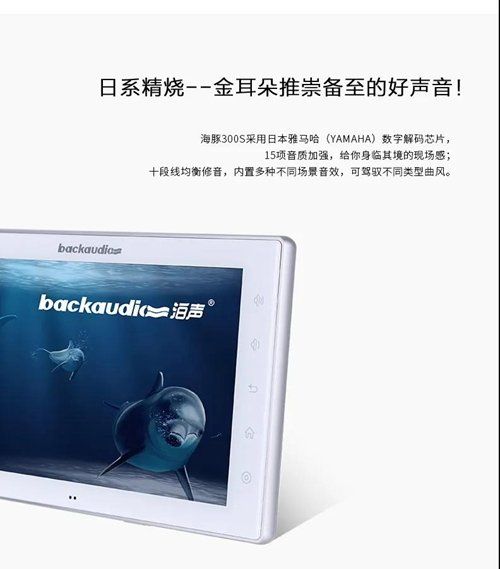 日系精烧--金耳朵推崇备至的好声音!
海豚300S采用日本雅马哈（YAMAHA）数字解码芯片，
15项音质加强，给你身临其境的现场感；
十段线均衡修音，内置多种不同场景音效，可驾驭不同类型曲风。
backaudio
backaudio海声®